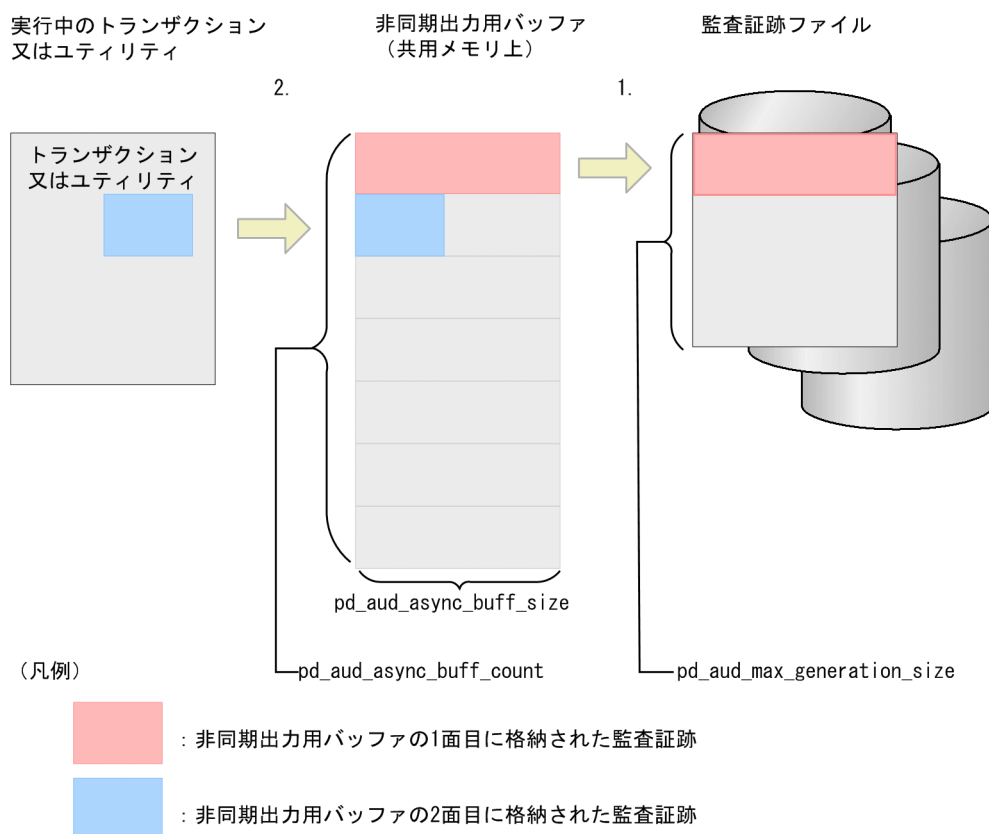 実行中のトランザクション
又はユティリティ
非同期出力用バッファ
（共用メモリ上）
監査証跡ファイル
2.
1.
トランザクション
又はユティリティ
pd_aud_async_buff_size
pd_aud_async_buff_count
pd_aud_max_generation_size
（凡例）
：非同期出力用バッファの1面目に格納された監査証跡
：非同期出力用バッファの2面目に格納された監査証跡